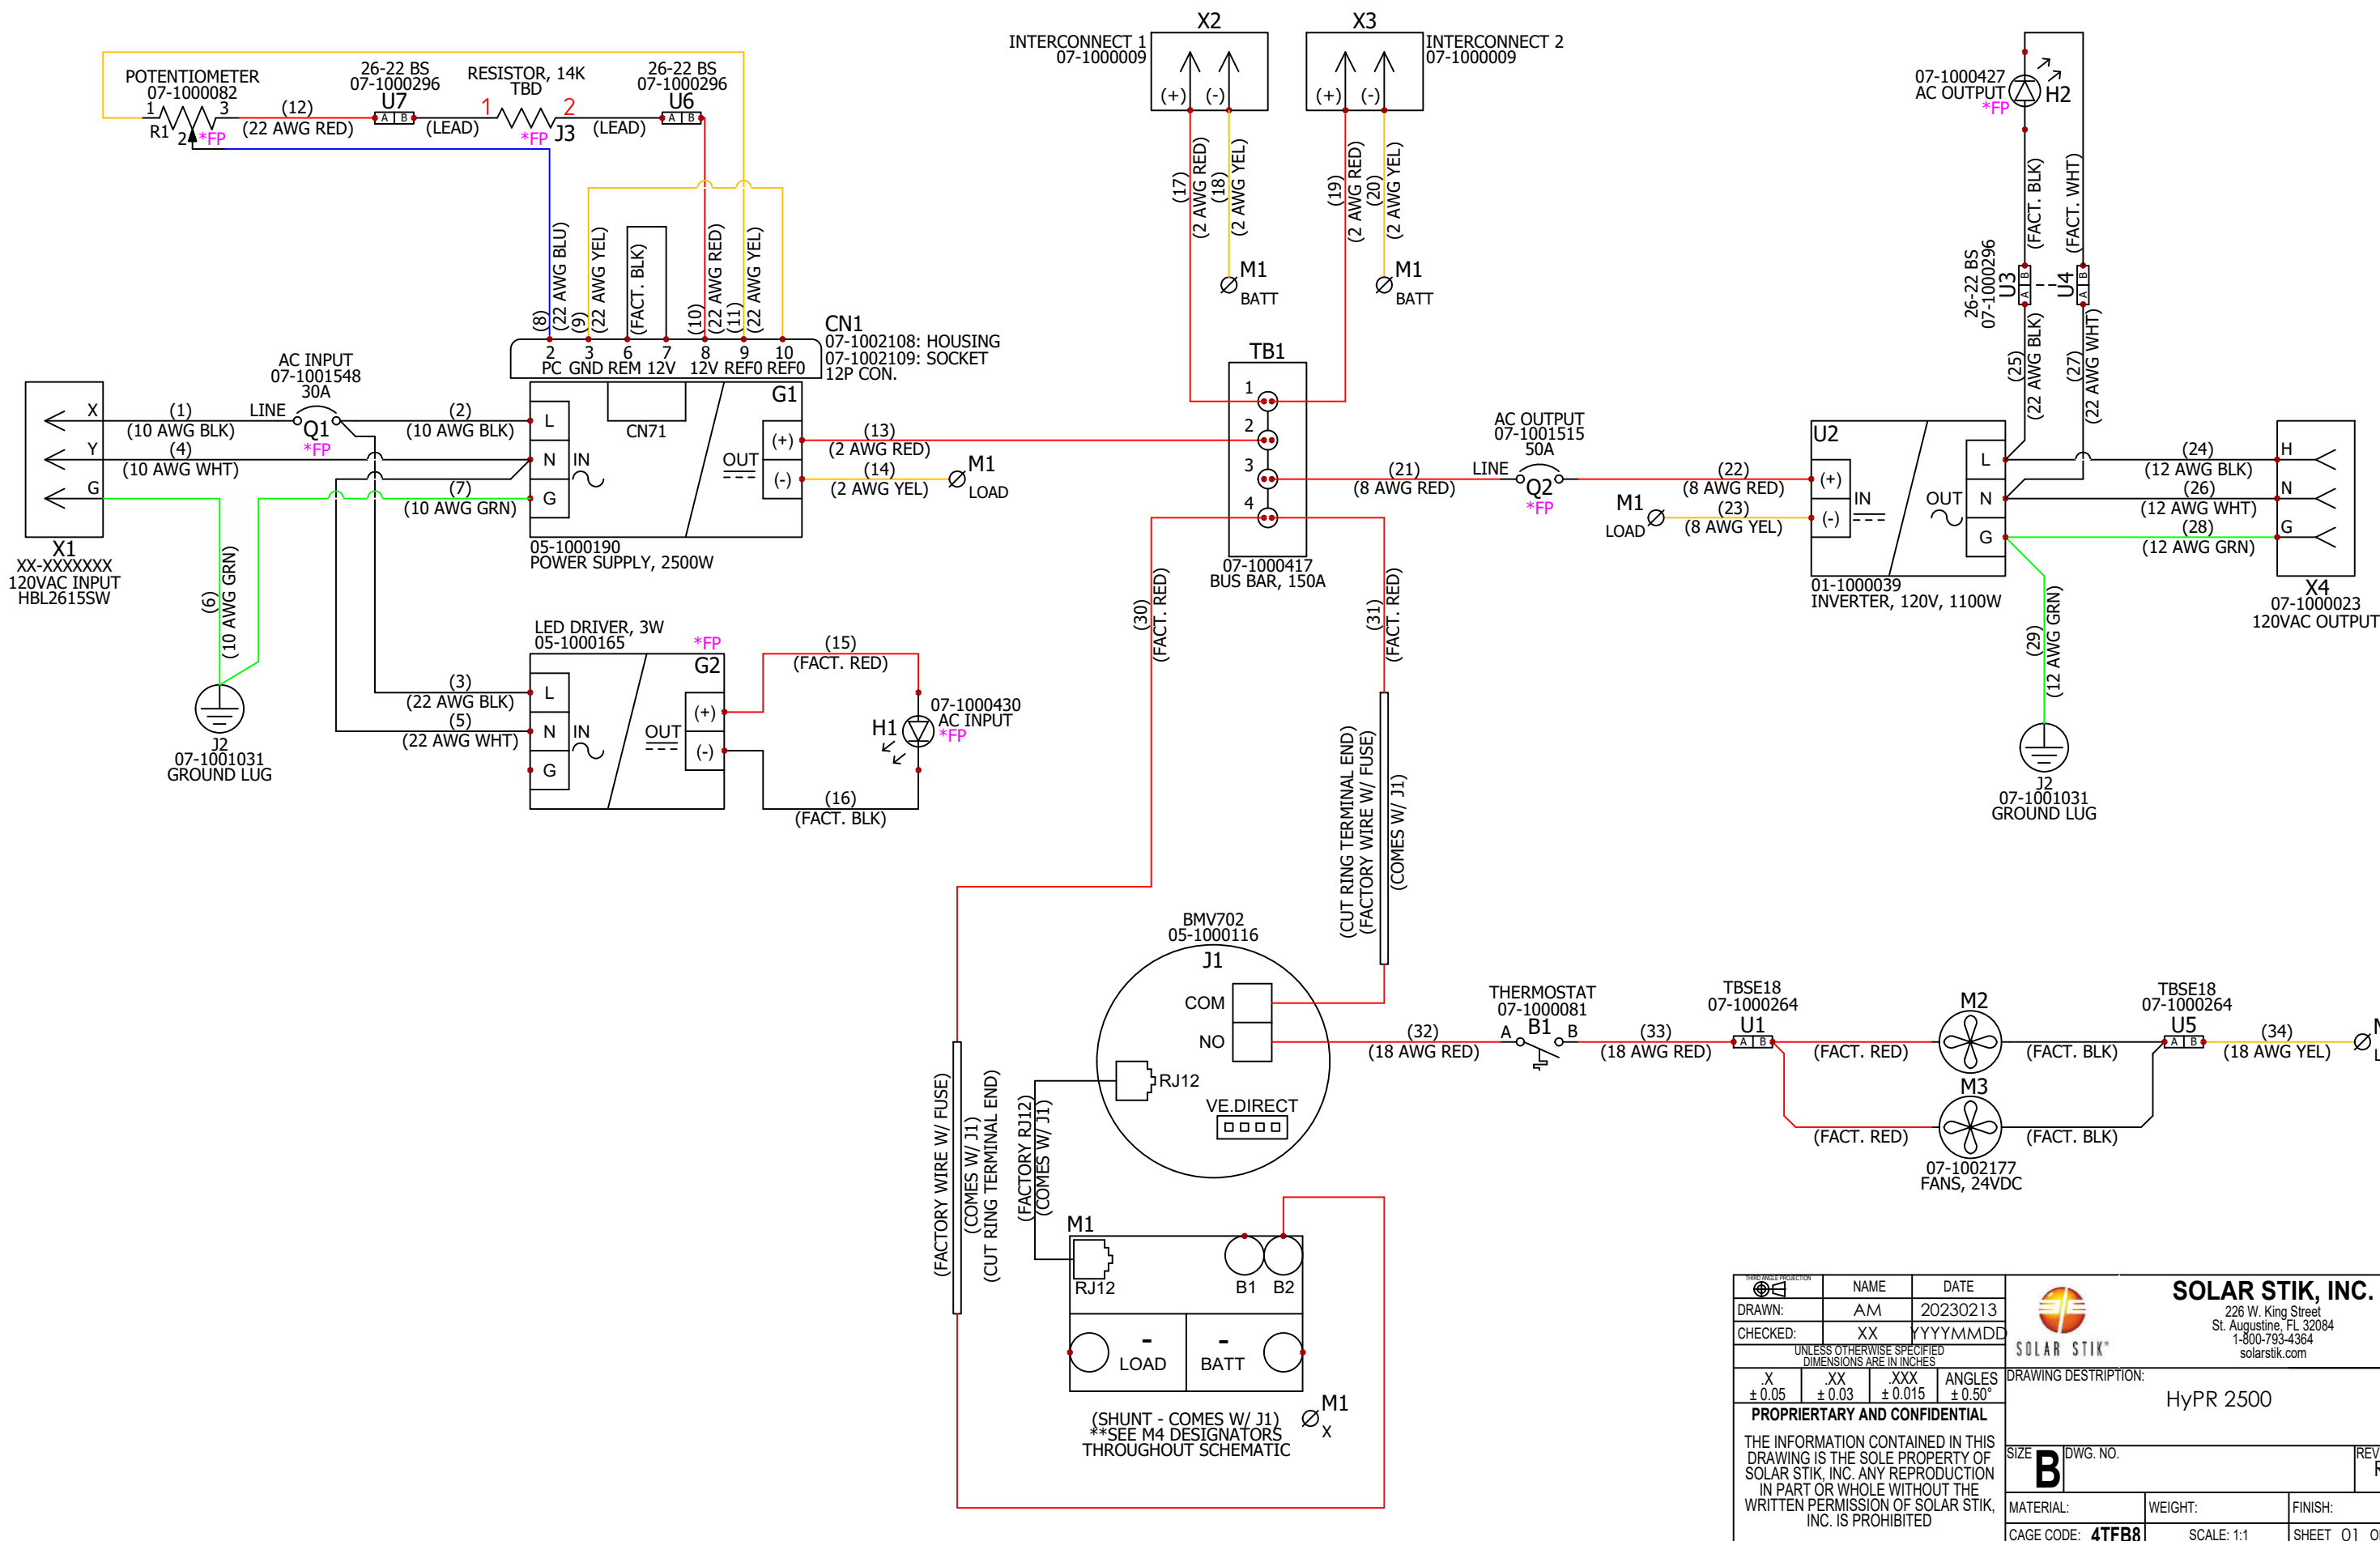 X2
INTERCONNECT 1
07-1000009
(+) (-)
X3
INTERCONNECT 2
07-1000009
(+) (-)
(17)
(2 AWG RED)
(18)
(2 AWG YEL)
(19)
(2 AWG RED)
(20)
(2 AWG YEL)
M1
BATT
M1
BATT
POTENTIOMETER
07-1000082
1 3
R1 2 *FP
(12)
(22 AWG RED)
26-22 BS
07-1000296
U7
A B
(LEAD)
RESISTOR, 14K
TBD
1 2
*FP J3
(LEAD)
26-22 BS
07-1000296
U6
A B
(8)
(22 AWG BLU)
(9)
(22 AWG YEL)
(FACT. BLK)
(10)
(22 AWG RED)
(11)
(22 AWG YEL)
CN1
07-1002108: HOUSING
07-1002109: SOCKET
12P CON.
2 3 6 7 8 9 10
PC GND REM 12V 12V REF0 REF0
G1
CN71
L
N IN
G
OUT
(+)
(-)
05-1000190
POWER SUPPLY, 2500W
X
Y
G
X1
XX-XXXXXXX
120VAC INPUT
HBL2615SW
(1)
(10 AWG BLK)
AC INPUT
07-1001548
30A
LINE
Q1
*FP
(2)
(10 AWG BLK)
(4)
(10 AWG WHT)
(7)
(10 AWG GRN)
(6)
(10 AWG GRN)
J2
07-1001031
GROUND LUG
LED DRIVER, 3W
05-1000165
*FP
G2
L
N IN
G
OUT
(+)
(-)
(3)
(22 AWG BLK)
(5)
(22 AWG WHT)
(15)
(FACT. RED)
(16)
(FACT. BLK)
07-1000430
AC INPUT
H1
*FP
(13)
(2 AWG RED)
(14)
(2 AWG YEL)
M1
LOAD
TB1
1
2
3
4
07-1000417
BUS BAR, 150A
(21)
(8 AWG RED)
AC OUTPUT
07-1001515
50A
LINE
Q2
*FP
(22)
(8 AWG RED)
M1
LOAD
(23)
(8 AWG YEL)
U2
(+)
(-)
IN
OUT
L
N
G
01-1000039
INVERTER, 120V, 1100W
07-1000427
AC OUTPUT
*FP
H2
(FACT. BLK)
(FACT. WHT)
26-22 BS
07-1000296
U3
A B
U4
A B
(25)
(22 AWG BLK)
(27)
(22 AWG WHT)
(24)
(12 AWG BLK)
(26)
(12 AWG WHT)
(28)
(12 AWG GRN)
H
N
G
X4
07-1000023
120VAC OUTPUT
(29)
(12 AWG GRN)
J2
07-1001031
GROUND LUG
(30)
(FACT. RED)
(31)
(FACT. RED)
(CUT RING TERMINAL END)
(FACTORY WIRE W/ FUSE)
(COMES W/ J1)
(FACTORY WIRE W/ FUSE)
(COMES W/ J1)
(CUT RING TERMINAL END)
(FACTORY RJ12)
(COMES W/ J1)
BMV702
05-1000116
J1
COM
NO
RJ12
VE.DIRECT
(32)
(18 AWG RED)
THERMOSTAT
07-1000081
A B1 B
(33)
(18 AWG RED)
TBSE18
07-1000264
U1
A B
(FACT. RED)
M2
(FACT. BLK)
TBSE18
07-1000264
U5
A B
(34)
(18 AWG YEL)
(FACT. RED)
M3
(FACT. BLK)
07-1002177
FANS, 24VDC
M1
RJ12
B1 B2
-
LOAD
-
BATT
(SHUNT - COMES W/ J1)
**SEE M4 DESIGNATORS
THROUGHOUT SCHEMATIC
M1
X
THIRD ANGLE PROJECTION
NAME DATE
DRAWN: AM 20230213
CHECKED: XX YYYYMMDD
UNLESS OTHERWISE SPECIFIED
DIMENSIONS ARE IN INCHES
.X .XX .XXX ANGLES
± 0.05 ± 0.03 ± 0.015 ± 0.50°
PROPRIERTARY AND CONFIDENTIAL
THE INFORMATION CONTAINED IN THIS
DRAWING IS THE SOLE PROPERTY OF
SOLAR STIK, INC. ANY REPRODUCTION
IN PART OR WHOLE WITHOUT THE
WRITTEN PERMISSION OF SOLAR STIK,
INC. IS PROHIBITED
SOLAR STIK®
SOLAR STIK, INC.
226 W. King Street
St. Augustine, FL 32084
1-800-793-4364
solarstik.com
DRAWING DESTRIPTION:
HyPR 2500
SIZE
B
DWG. NO.
REV
MATERIAL:
WEIGHT:
FINISH:
CAGE CODE: 4TFB8
SCALE: 1:1
SHEET 01